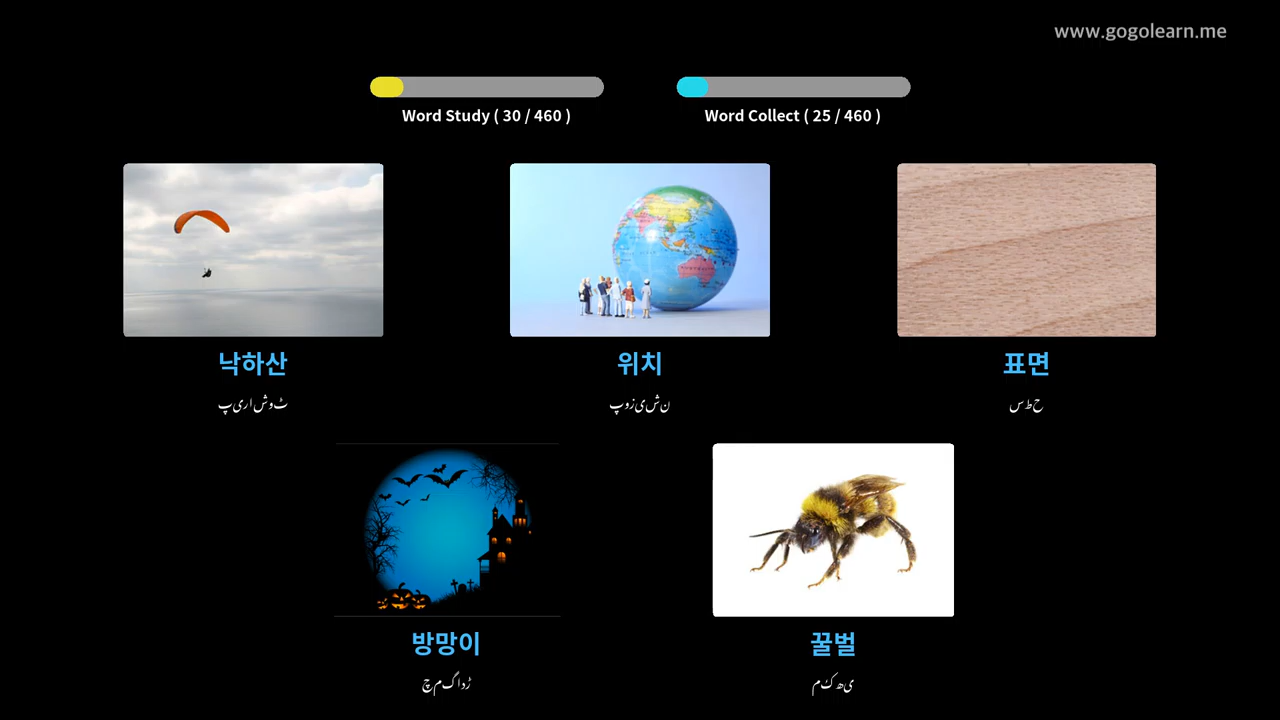 www.gogolearn.me
Word Study ( 30 / 460 )
Word Collect ( 25 / 460 )
낙하산
위치
표면
پیراشوٹ
پوزیشن
سطح
방망이
꿀벌
چمگادڑ
مکھی